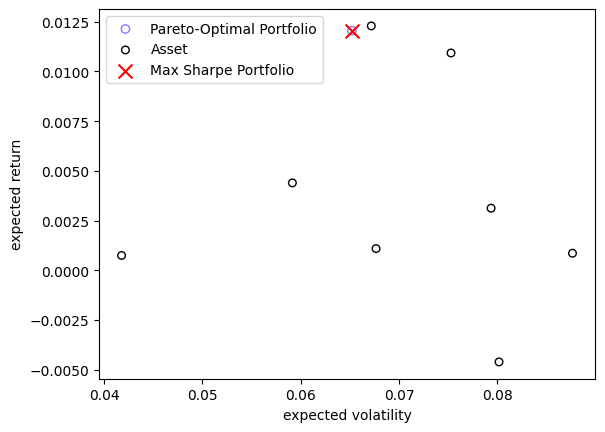 0.0125
0.0100
0.0075
0.0050
0.0025
0.0000
−0.0025
−0.0050
expected return
Pareto-Optimal Portfolio
Asset
Max Sharpe Portfolio
0.04
0.05
0.06
0.07
0.08
expected volatility